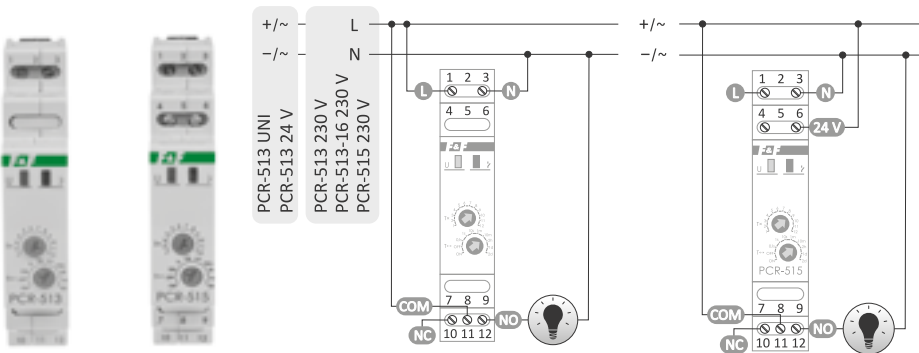 PCR-513
PCR-515
+/~
−/~
L
N
PCR-513 UNI
PCR-513 24 V
PCR-513 230 V
PCR-513-16 230 V
PCR-515 230 V
1 2 3
L
N
4 5 6
F&F
U
7 8 9
COM
NC
NO
10 11 12
+/~
−/~
1 2 3
L
N
4 5 6
24 V
F&F
U
PCR-515
7 8 9
COM
NC
NO
10 11 12